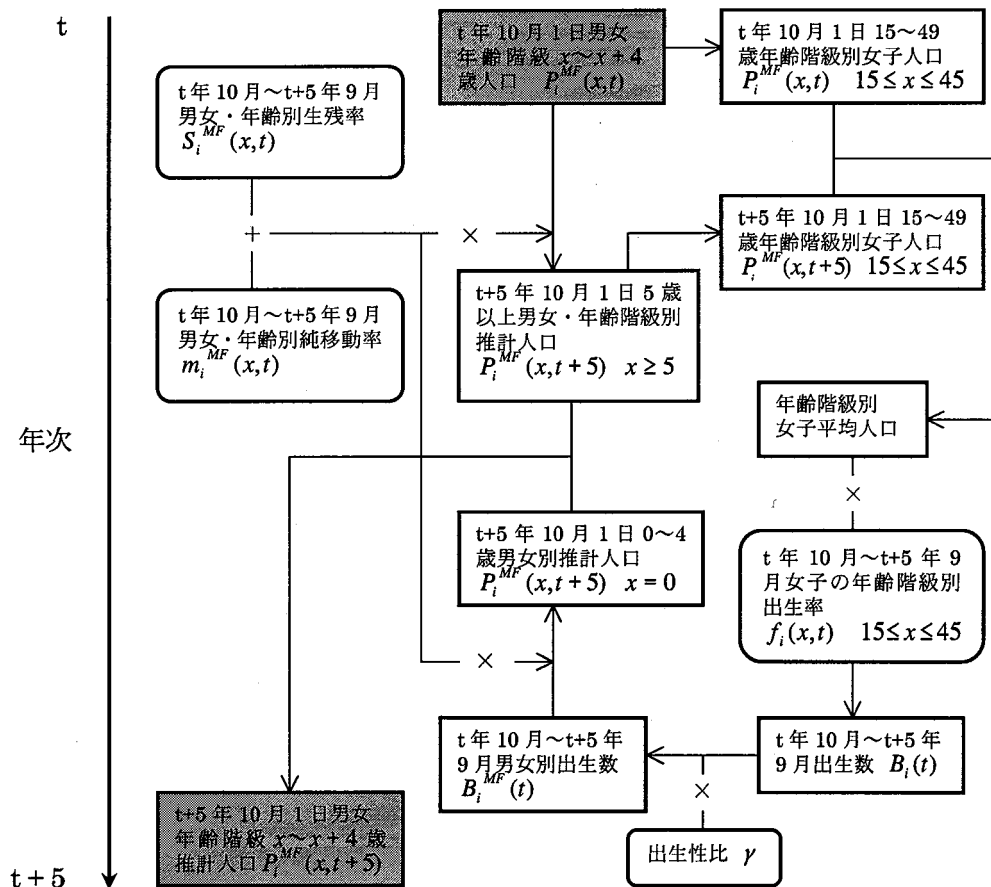 t
t 年 10 月 1 日男女
年齢階級 x～x + 4
歳人口 P_i^{MF}(x,t)
t 年 10 月 1 日 15～49
歳年齢階級別女子人口
P_i^{MF}(x,t) 15≤x≤45
t 年 10 月～t+5 年 9 月
男女・年齢別生残率
S_i^{MF}(x,t)
+
×
t+5 年 10 月 1 日 15～49
歳年齢階級別女子人口
P_i^{MF}(x,t+5) 15≤x≤45
t 年 10 月～t+5 年 9 月
男女・年齢別純移動率
m_i^{MF}(x,t)
t+5 年 10 月 1 日 5 歳
以上男女・年齢階級別
推計人口
P_i^{MF}(x,t+5) x≥5
年次
年齢階級別
女子平均人口
×
t+5 年 10 月 1 日 0～4
歳男女別推計人口
P_i^{MF}(x,t+5) x=0
t 年 10 月～t+5 年 9
月女子の年齢階級別
出生率
f_i(x,t) 15≤x≤45
×
t 年 10 月～t+5 年
9 月男女別出生数
B_i^{MF}(t)
t 年 10 月～t+5 年
9 月出生数 B_i(t)
×
出生性比 γ
t+5 年 10 月 1 日男女
年齢階級 x～x + 4 歳
推計人口 P_i^{MF}(x,t+5)
t + 5